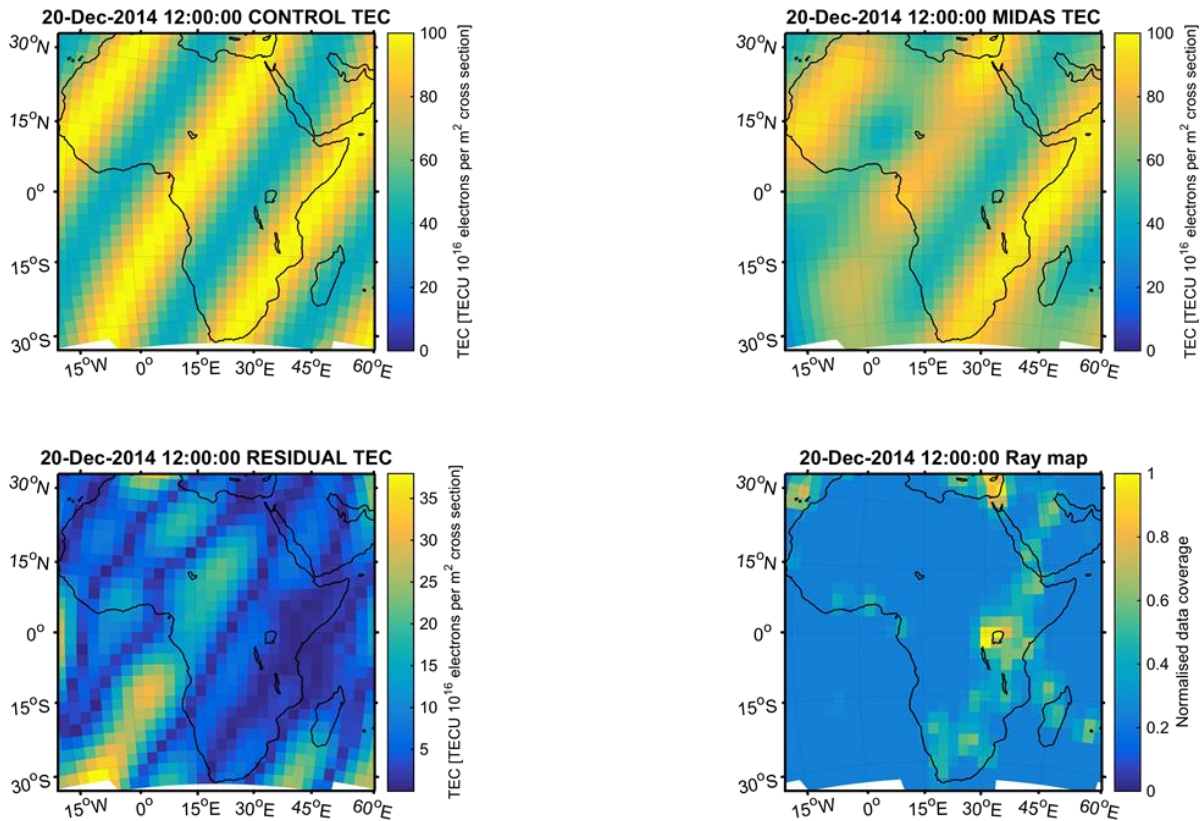 20-Dec-2014 12:00:00 CONTROL TEC
30°N
15°N
0°
15°S
30°S
15°W
0°
15°E
30°E
45°E
60°E
100
80
60
40
20
0
TEC [TECU 10^16 electrons per m^2 cross section]
20-Dec-2014 12:00:00 MIDAS TEC
30°N
15°N
0°
15°S
30°S
15°W
0°
15°E
30°E
45°E
60°E
100
80
60
40
20
0
TEC [TECU 10^16 electrons per m^2 cross section]
20-Dec-2014 12:00:00 RESIDUAL TEC
30°N
15°N
0°
15°S
30°S
15°W
0°
15°E
30°E
45°E
60°E
35
30
25
20
15
10
5
TEC [TECU 10^16 electrons per m^2 cross section]
20-Dec-2014 12:00:00 Ray map
30°N
15°N
0°
15°S
30°S
15°W
0°
15°E
30°E
45°E
60°E
1
0.8
0.6
0.4
0.2
0
Normalised data coverage